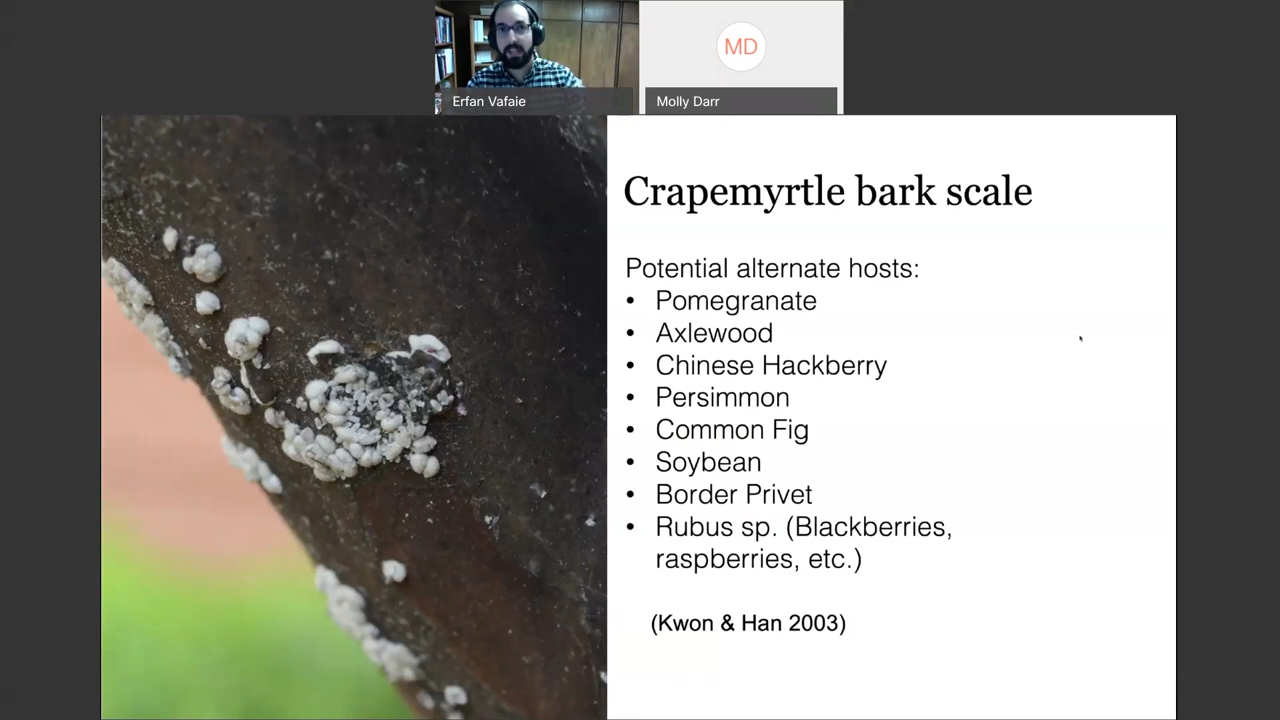 MD
Erfan Vafaie
Molly Darr
Crapemyrtle bark scale
Potential alternate hosts:
• Pomegranate
• Axlewood
• Chinese Hackberry
• Persimmon
• Common Fig
• Soybean
• Border Privet
• Rubus sp. (Blackberries,
raspberries, etc.)
(Kwon & Han 2003)